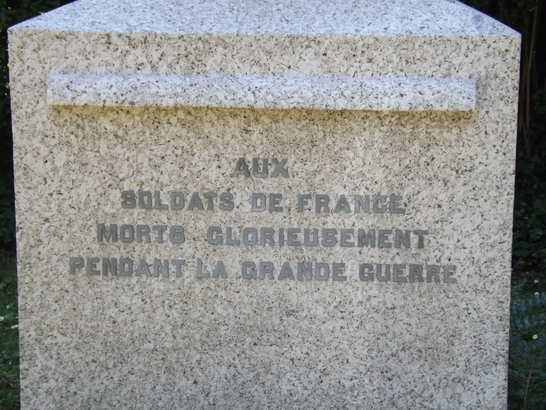 AUX
SOLDATS DE FRANCE
MORTS GLORIEUSEMENT
PENDANT LA GRANDE GUERRE